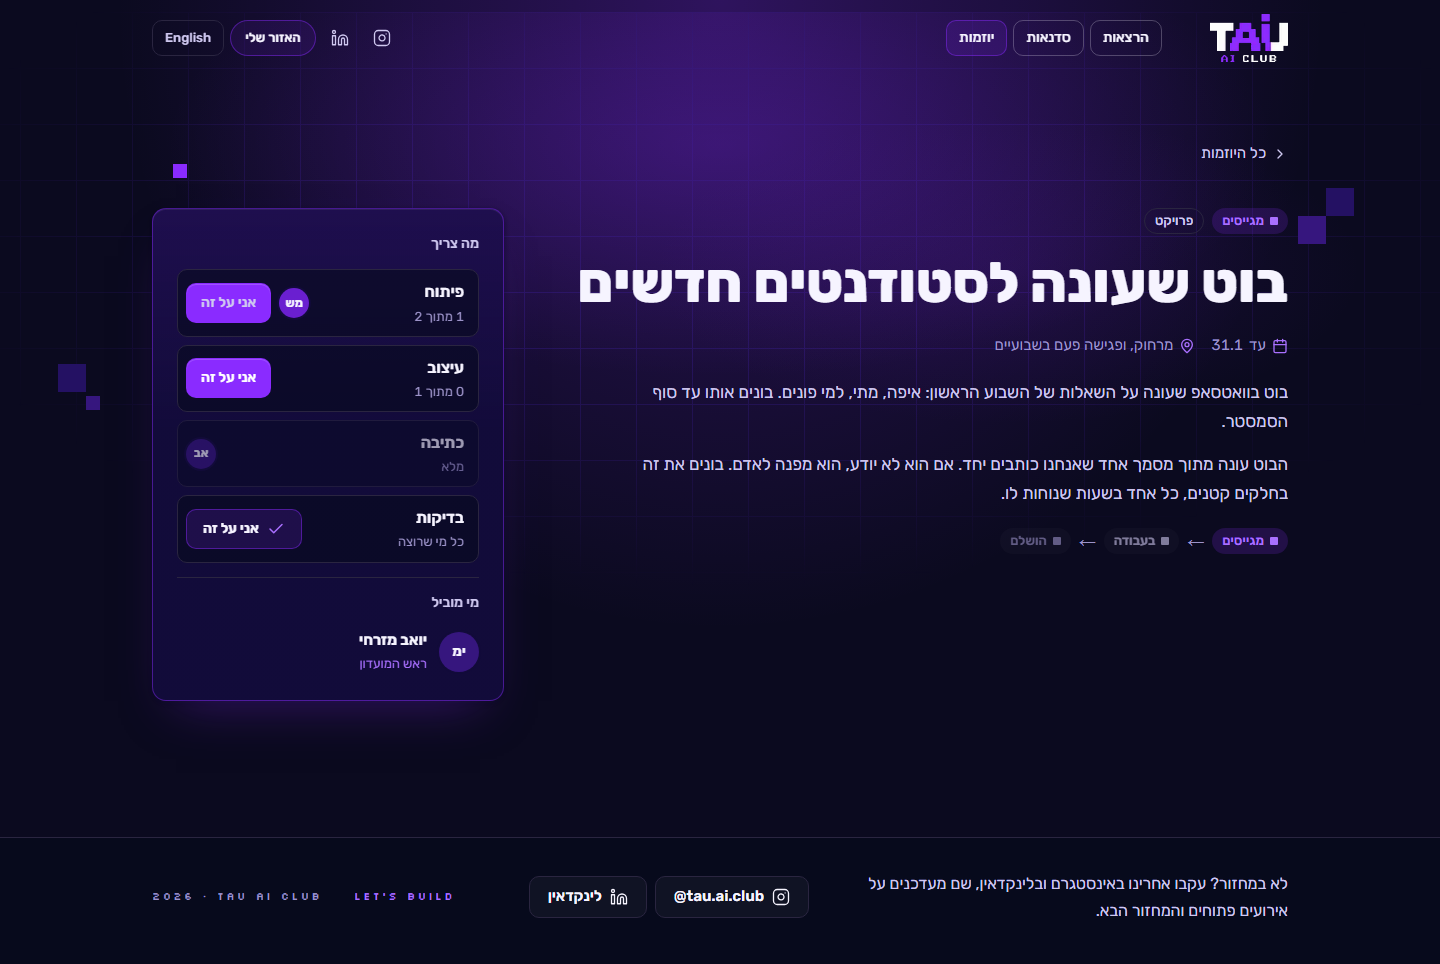 TAU
AI CLUB
הרצאות
סדנאות
יוזמות
האזור שלי
English
כל היוזמות
מגייסים
פרויקט
בוט שעונה לסטודנטים חדשים
עד 31.1
מרחוק, ופגישה פעם בשבועיים
בוט בוואטסאפ שעונה על השאלות של השבוע הראשון: איפה, מתי, למי פונים. בונים אותו עד סוף
הסמסטר.
הבוט עונה מתוך מסמך אחד שאנחנו כותבים יחד. אם הוא לא יודע, הוא מפנה לאדם. בונים את זה
בחלקים קטנים, כל אחד בשעות שנוחות לו.
מגייסים ← בעבודה ← הושלם
מה צריך
פיתוח
1 מתוך 2
מש
אני על זה
עיצוב
0 מתוך 1
אני על זה
כתיבה
מלא
אב
בדיקות
כל מי שרוצה
אני על זה
מי מוביל
ימ
יואב מזרחי
ראש המועדון
לא במחזור? עקבו אחרינו באינסטגרם ובלינקדאין, שם מעדכנים על
אירועים פתוחים והמחזור הבא.
@tau.ai.club
לינקדאין
LET'S BUILD
2026 · TAU AI CLUB